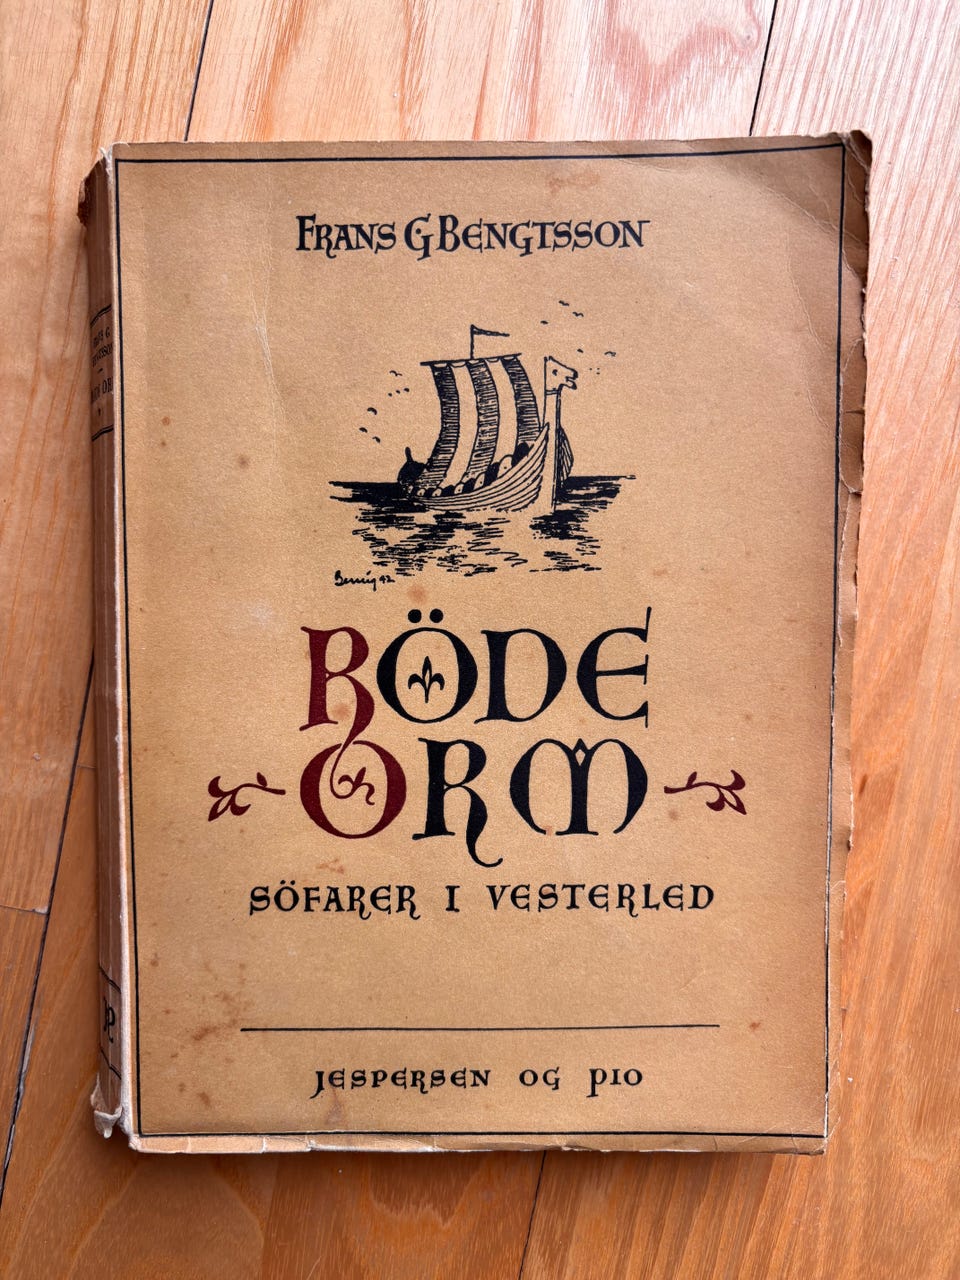 FRANS G BENGTSSON
RÖDE
ORM
SÖFARER I VESTERLED
JESPERSEN OG PIO